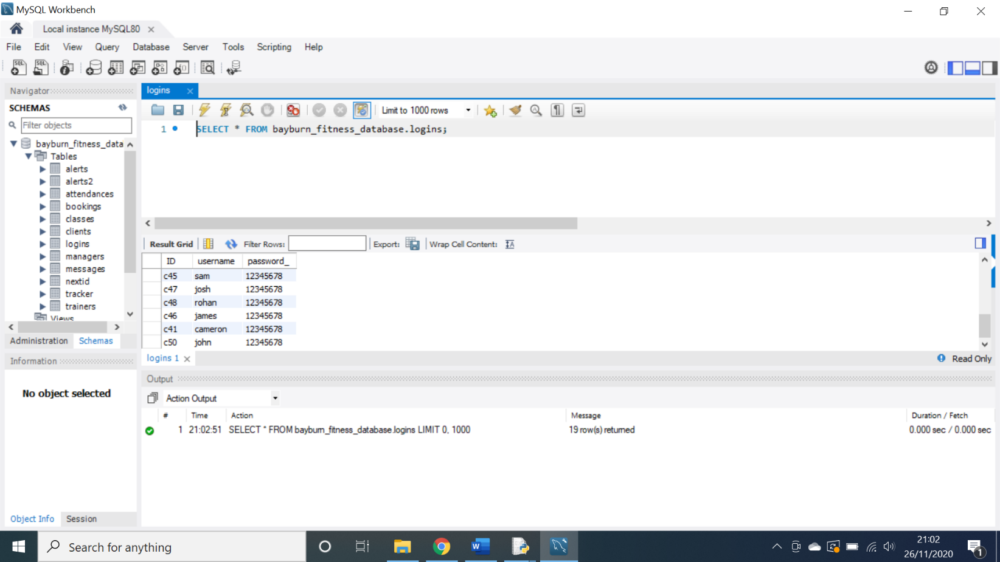 MySQL Workbench
Local instance MySQL80
File Edit View Query Database Server Tools Scripting Help
Navigator
SCHEMAS
Filter objects
bayburn_fitness_data
Tables
alerts
alerts2
attendances
bookings
classes
clients
logins
managers
messages
nextid
tracker
trainers
Views
Administration Schemas
Information
No object selected
Object Info Session
logins
Limit to 1000 rows
1 SELECT * FROM bayburn_fitness_database.logins;
Result Grid Filter Rows: Export: Wrap Cell Content:
ID username password_
c45 sam 12345678
c47 josh 12345678
c48 rohan 12345678
c46 james 12345678
c41 cameron 12345678
c50 john 12345678
logins 1 Read Only
Output
Action Output
# Time Action Message Duration / Fetch
1 21:02:51 SELECT * FROM bayburn_fitness_database.logins LIMIT 0, 1000 19 row(s) returned 0.000 sec / 0.000 sec
Search for anything
21:02
26/11/2020
1